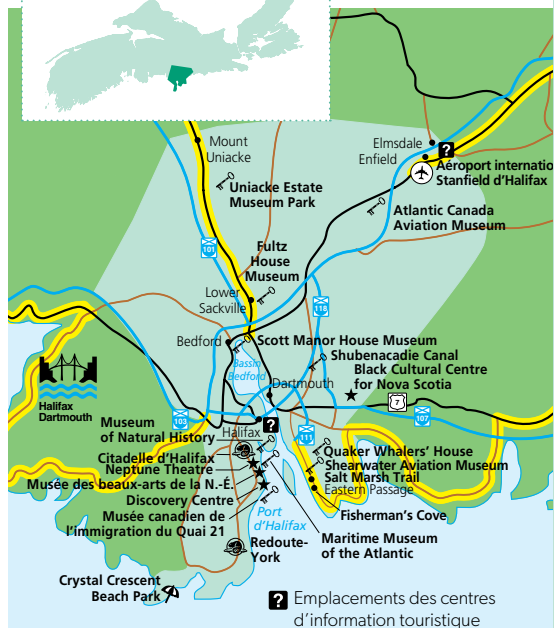 Mount
Uniacke
Elmsdale
Enfield
?
Aéroport internatio
Stanfield d'Halifax
Uniacke Estate
Museum Park
Atlantic Canada
Aviation Museum
101
Fultz
House
Museum
Lower
Sackville
Bedford
Scott Manor House Museum
Shubenacadie Canal
Bassin
Bedford
Black Cultural Centre
for Nova Scotia
Dartmouth
7
Halifax
Dartmouth
103
107
111
?
Museum
of Natural History
Halifax
Citadelle d'Halifax
Neptune Theatre
Musée des beaux-arts de la N.-É.
Discovery Centre
Musée canadien de
l'immigration du Quai 21
Quaker Whalers' House
Shearwater Aviation Museum
Salt Marsh Trail
Eastern Passage
Fisherman's Cove
Port
d'Halifax
Maritime Museum
of the Atlantic
Redoute-
York
Crystal Crescent
Beach Park
? Emplacements des centres
d'information touristique